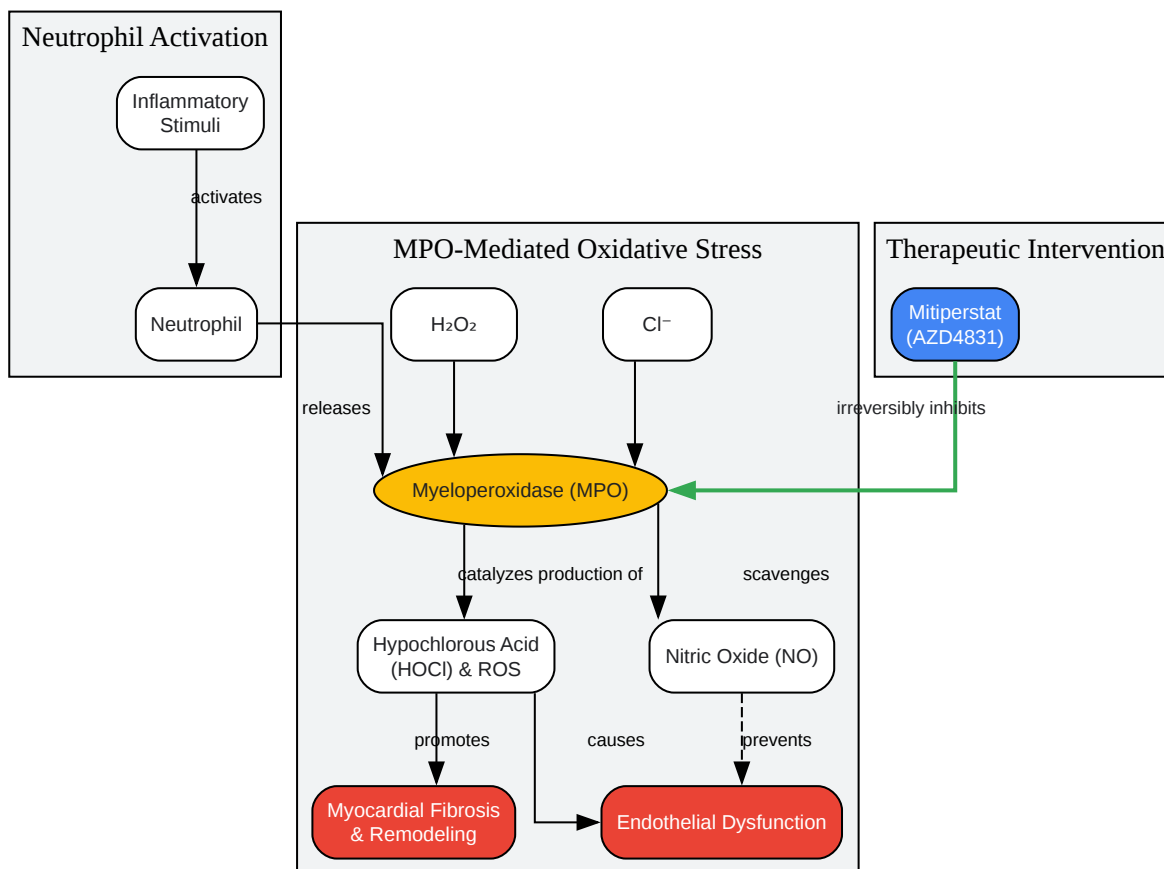 Neutrophil Activation
Inflammatory
Stimuli
activates
Neutrophil
releases
MPO-Mediated Oxidative Stress
H₂O₂
Cl⁻
Myeloperoxidase (MPO)
catalyzes production of
scavenges
Hypochlorous Acid
(HOCl) & ROS
Nitric Oxide (NO)
promotes
causes
prevents
Myocardial Fibrosis
& Remodeling
Endothelial Dysfunction
Therapeutic Intervention
Mitiperstat
(AZD4831)
irreversibly inhibits